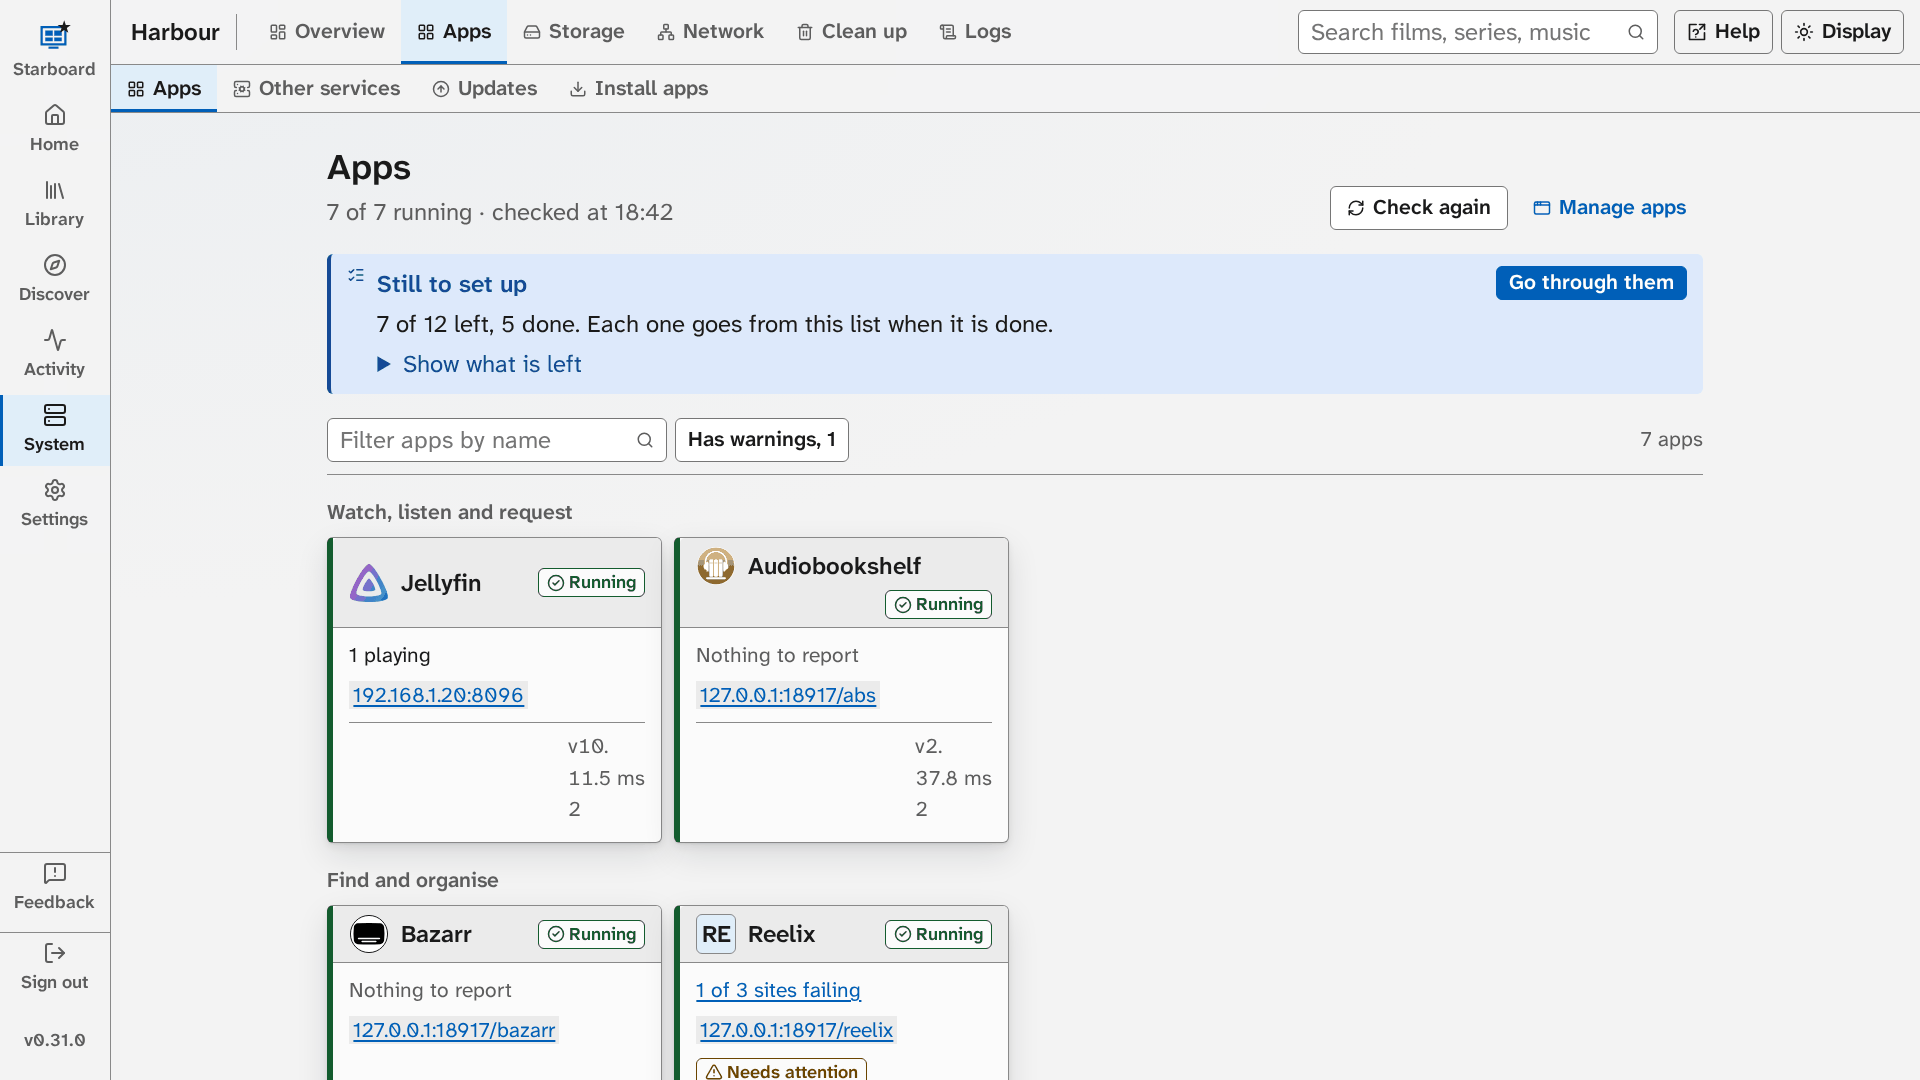 Starboard
Home
Library
Discover
Activity
System
Settings
Feedback
Sign out
v0.31.0
Harbour
Overview
Apps
Storage
Network
Clean up
Logs
Search films, series, music
Help
Display
Apps
Other services
Updates
Install apps
Apps
7 of 7 running · checked at 18:42
Check again
Manage apps
Still to set up
Go through them
7 of 12 left, 5 done. Each one goes from this list when it is done.
Show what is left
Filter apps by name
Has warnings, 1
7 apps
Watch, listen and request
Jellyfin
Running
1 playing
192.168.1.20:8096
v10.
11.5 ms
2
Audiobookshelf
Running
Nothing to report
127.0.0.1:18917/abs
v2.
37.8 ms
2
Find and organise
Bazarr
Running
Nothing to report
127.0.0.1:18917/bazarr
RE
Reelix
Running
1 of 3 sites failing
127.0.0.1:18917/reelix
Needs attention